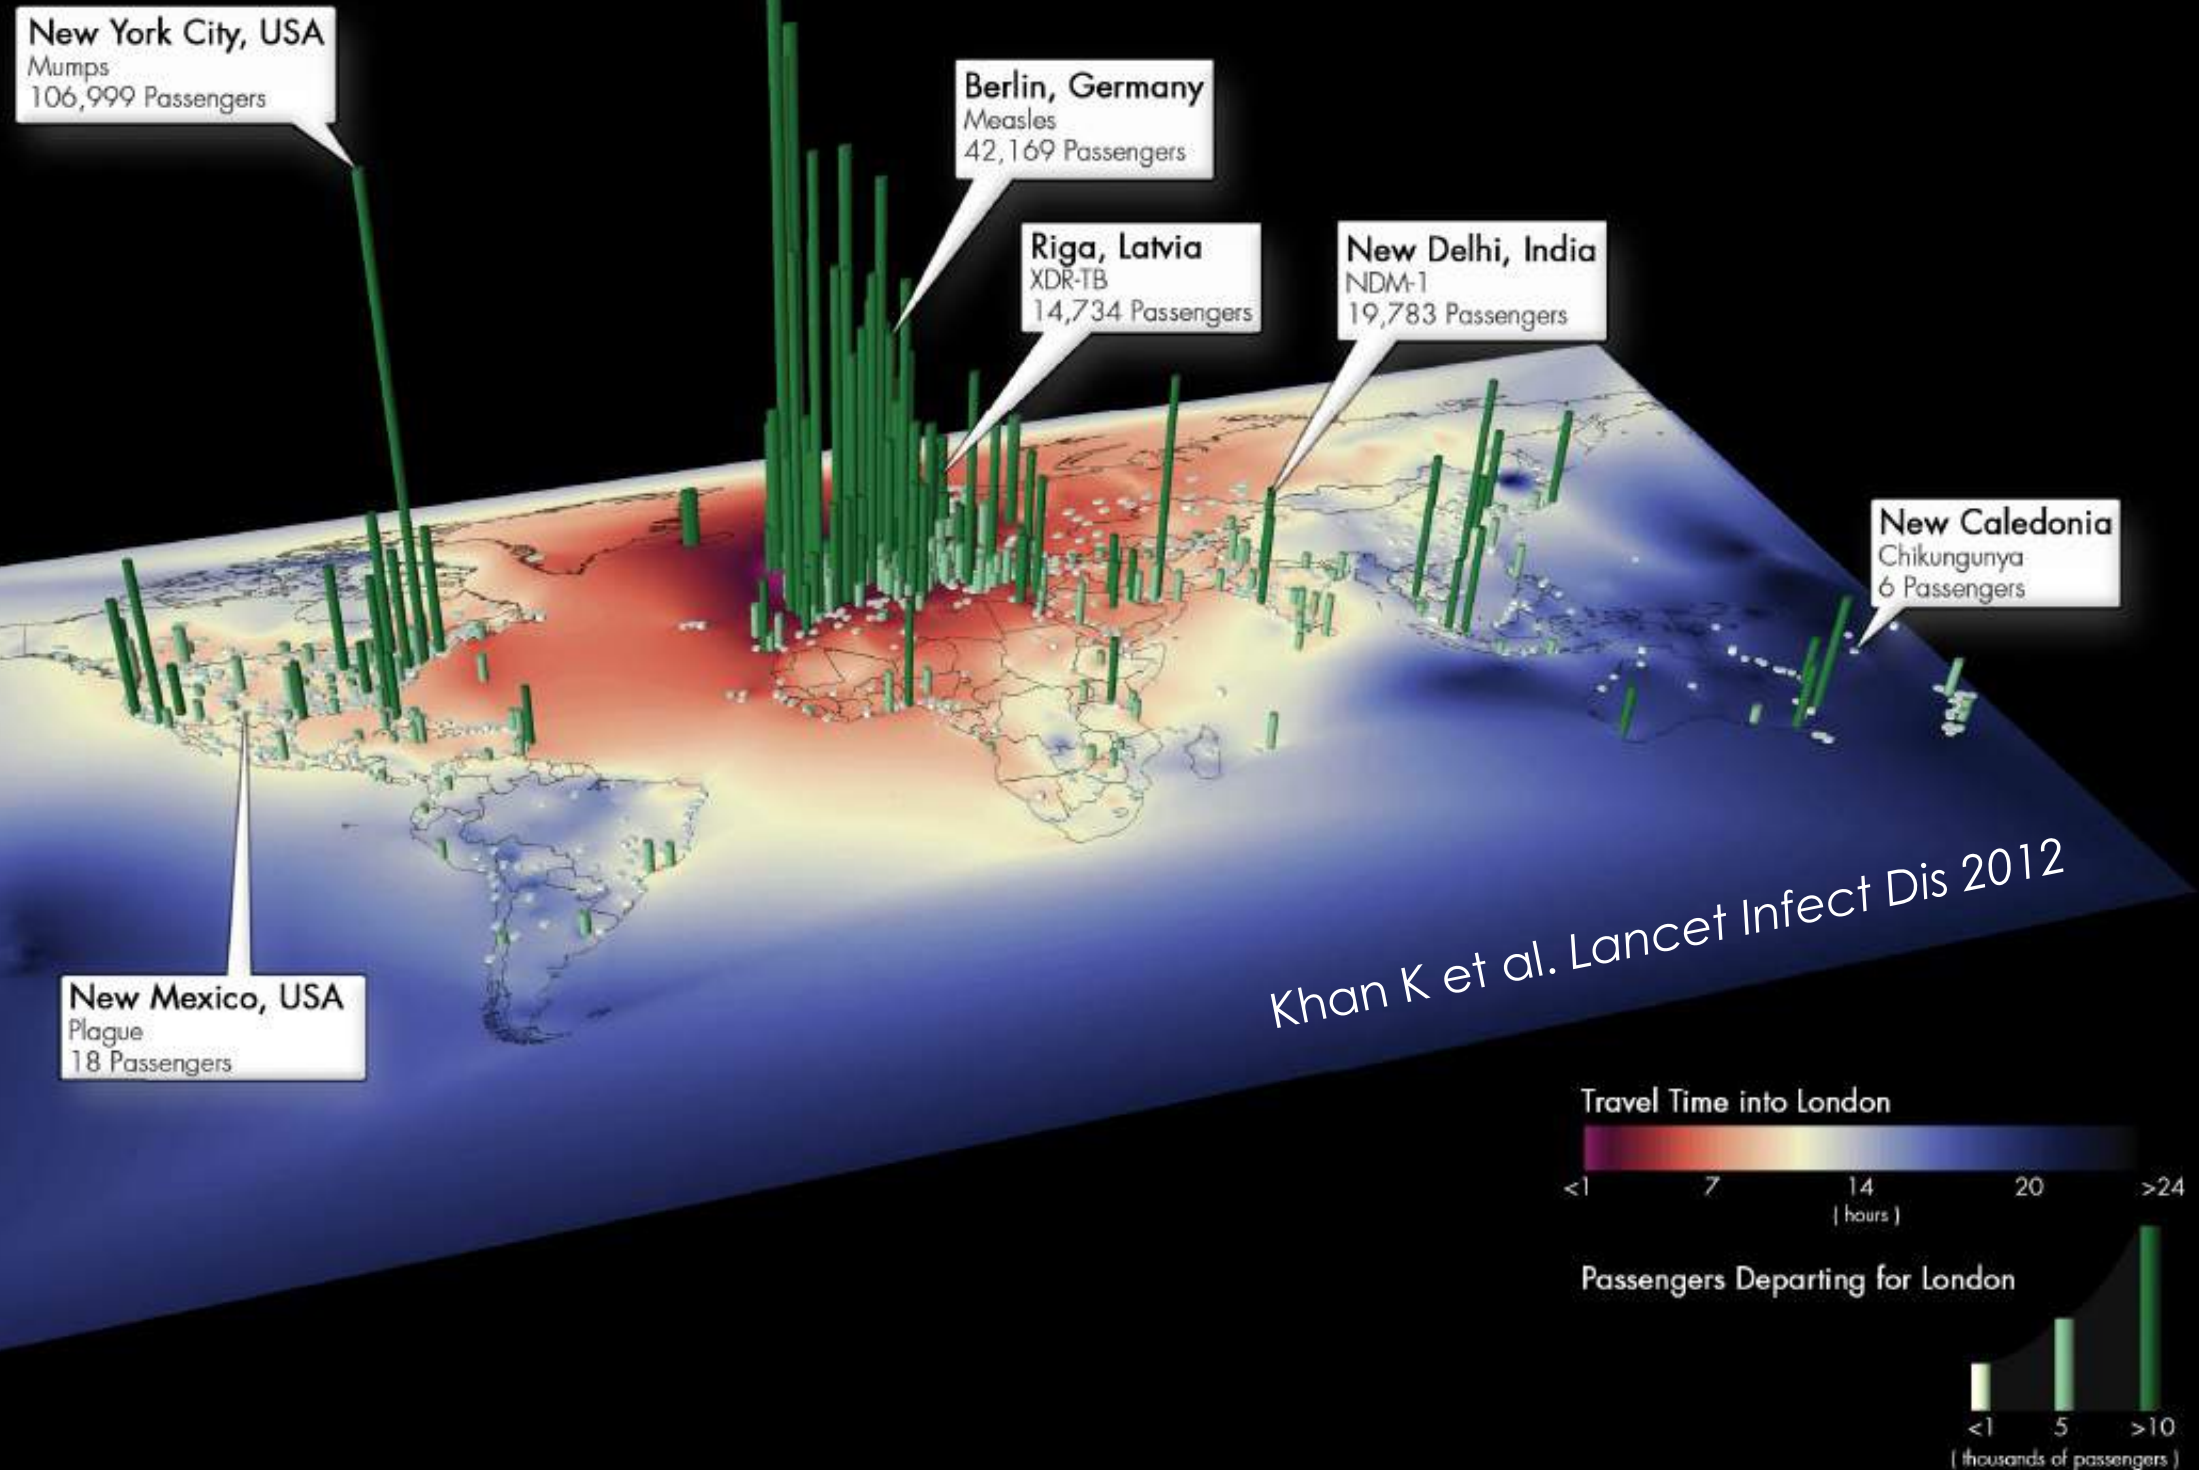 New York City, USA
Mumps
106,999 Passengers
Berlin, Germany
Measles
42,169 Passengers
Riga, Latvia
XDR-TB
14,734 Passengers
New Delhi, India
NDM-1
19,783 Passengers
New Caledonia
Chikungunya
6 Passengers
New Mexico, USA
Plague
18 Passengers
Khan K et al. Lancet Infect Dis 2012
Travel Time into London
<1 7 14 20 >24
( hours )
Passengers Departing for London
<1 5 >10
( thousands of passengers )